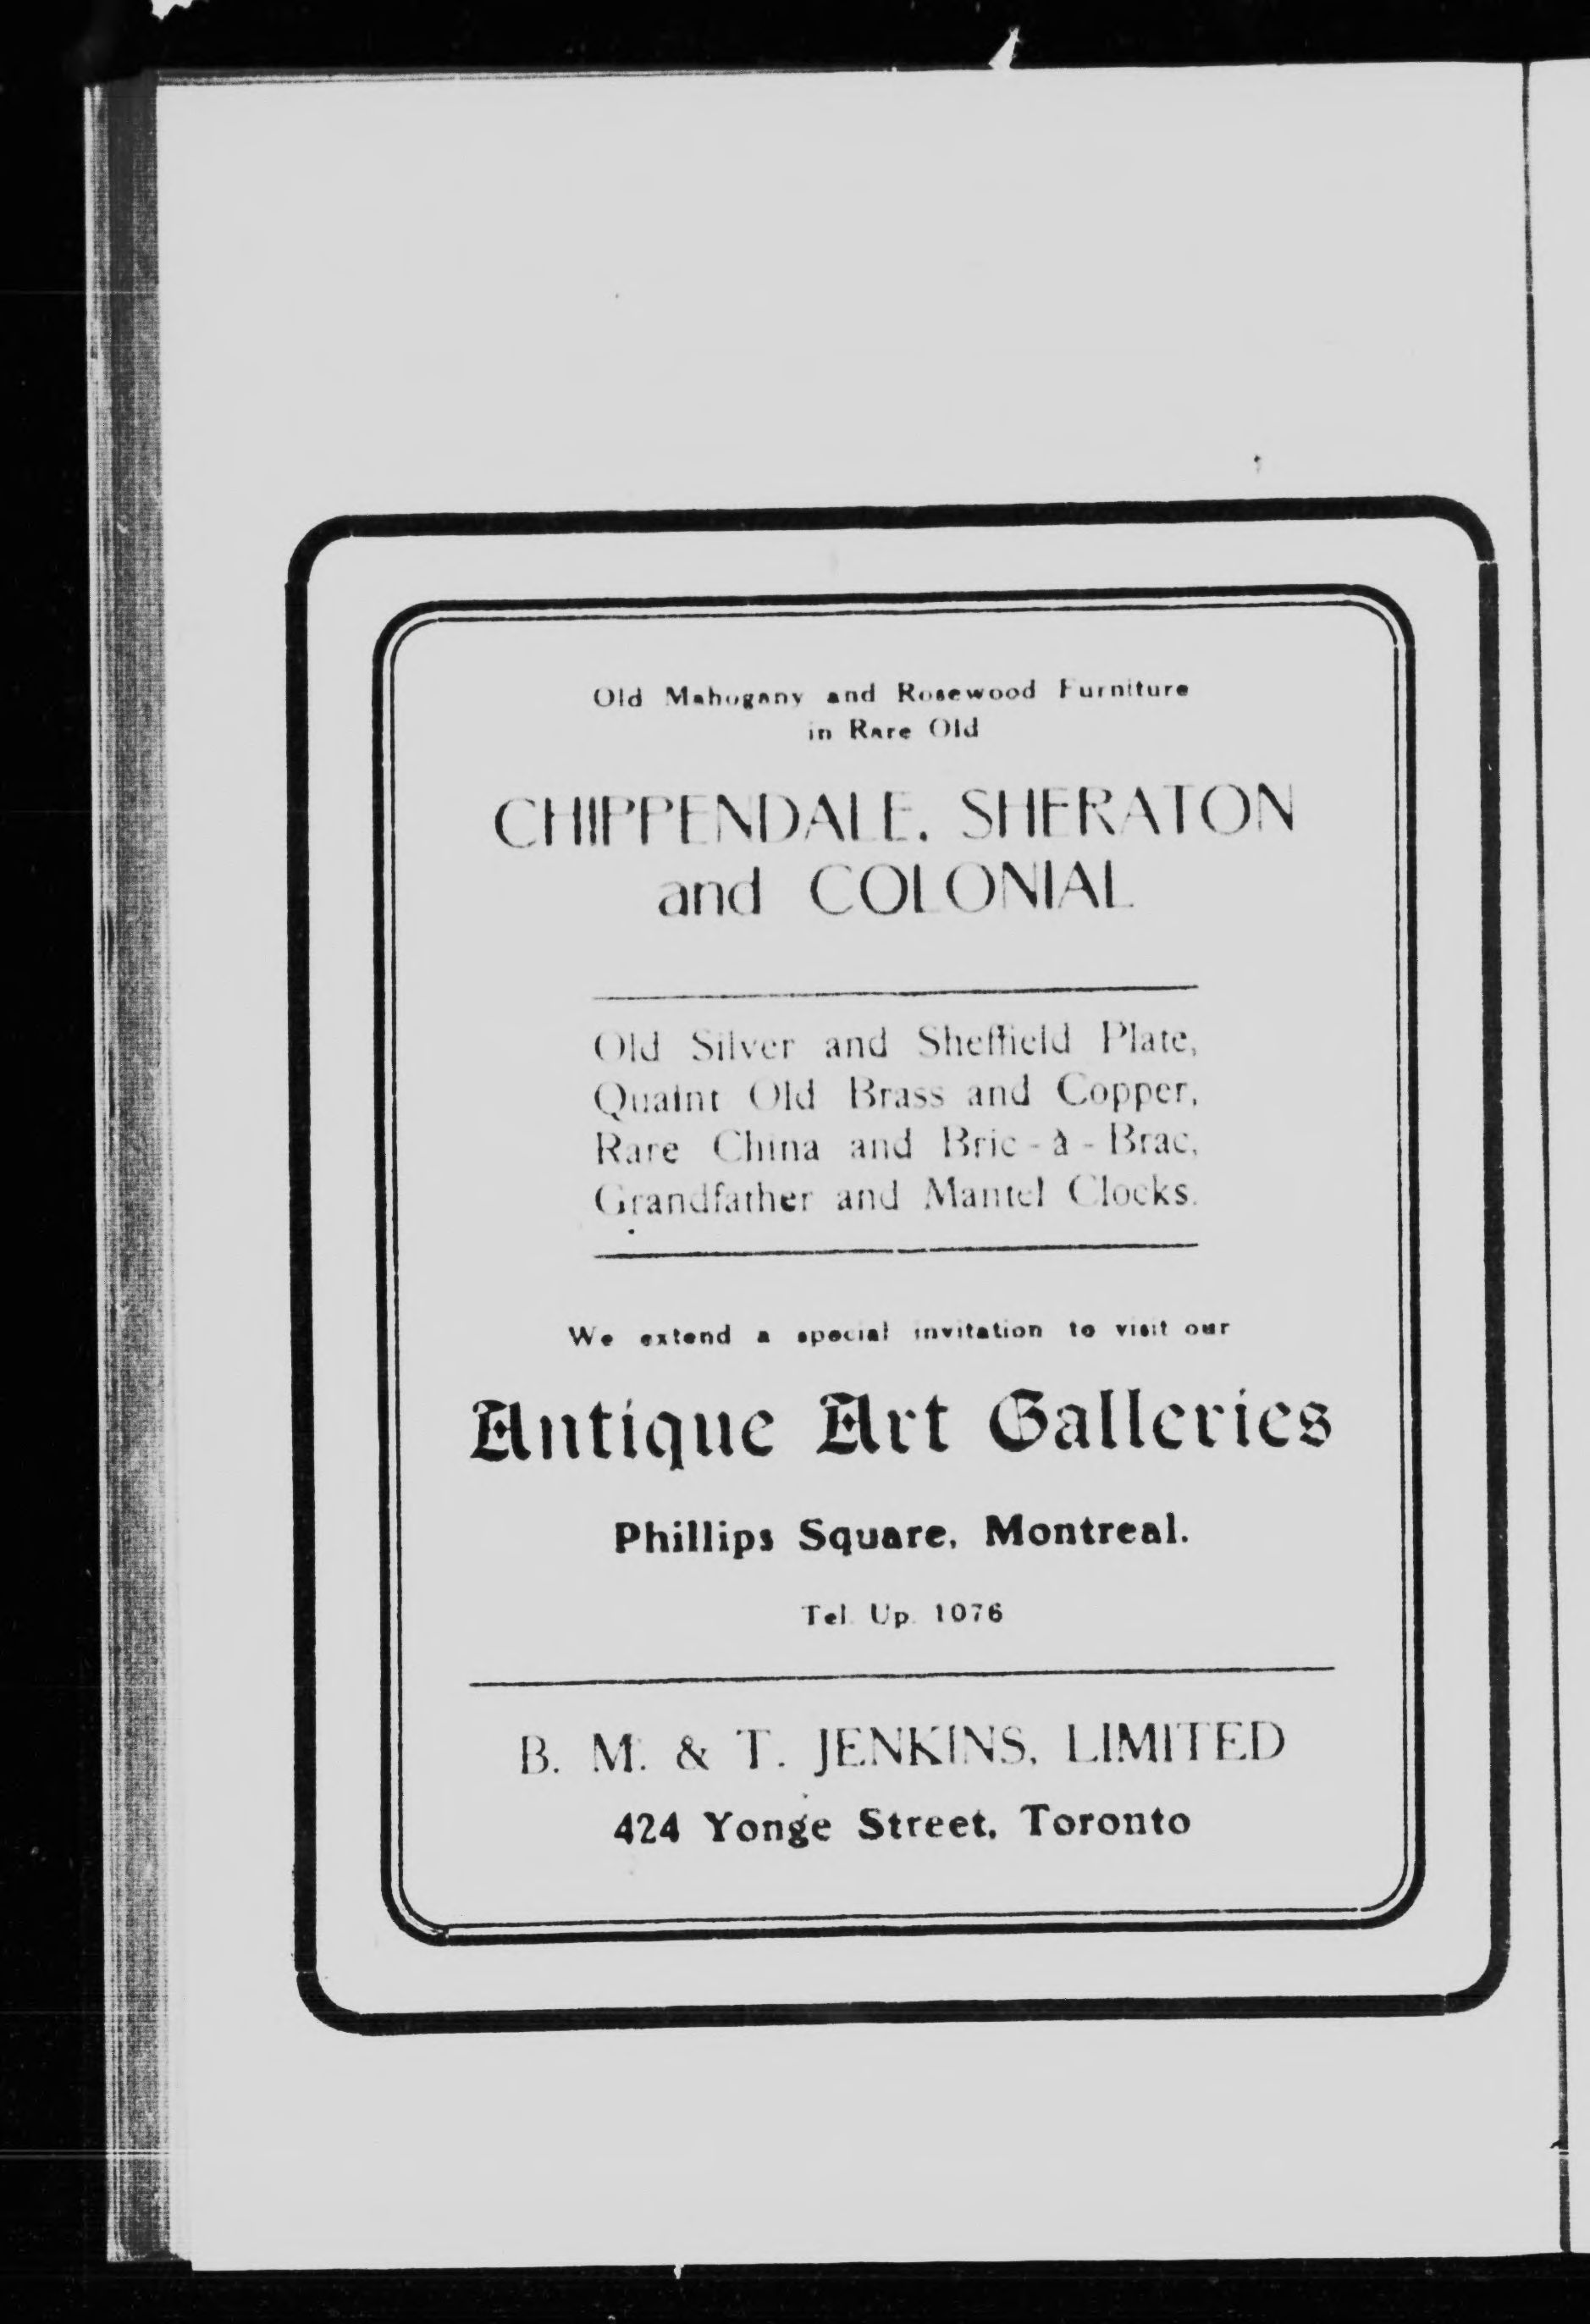 Old Mahogany and Rosewood Furniture
in Rare Old
CHIPPENDALE, SHERATON
and COLONIAL
Old Silver and Sheffield Plate,
Quaint Old Brass and Copper,
Rare China and Bric-à-Brac,
Grandfather and Mantel Clocks.
We extend a special invitation to visit our
Antique Art Galleries
Phillips Square, Montreal.
Tel. Up. 1076
B. M. & T. JENKINS, LIMITED
424 Yonge Street, Toronto